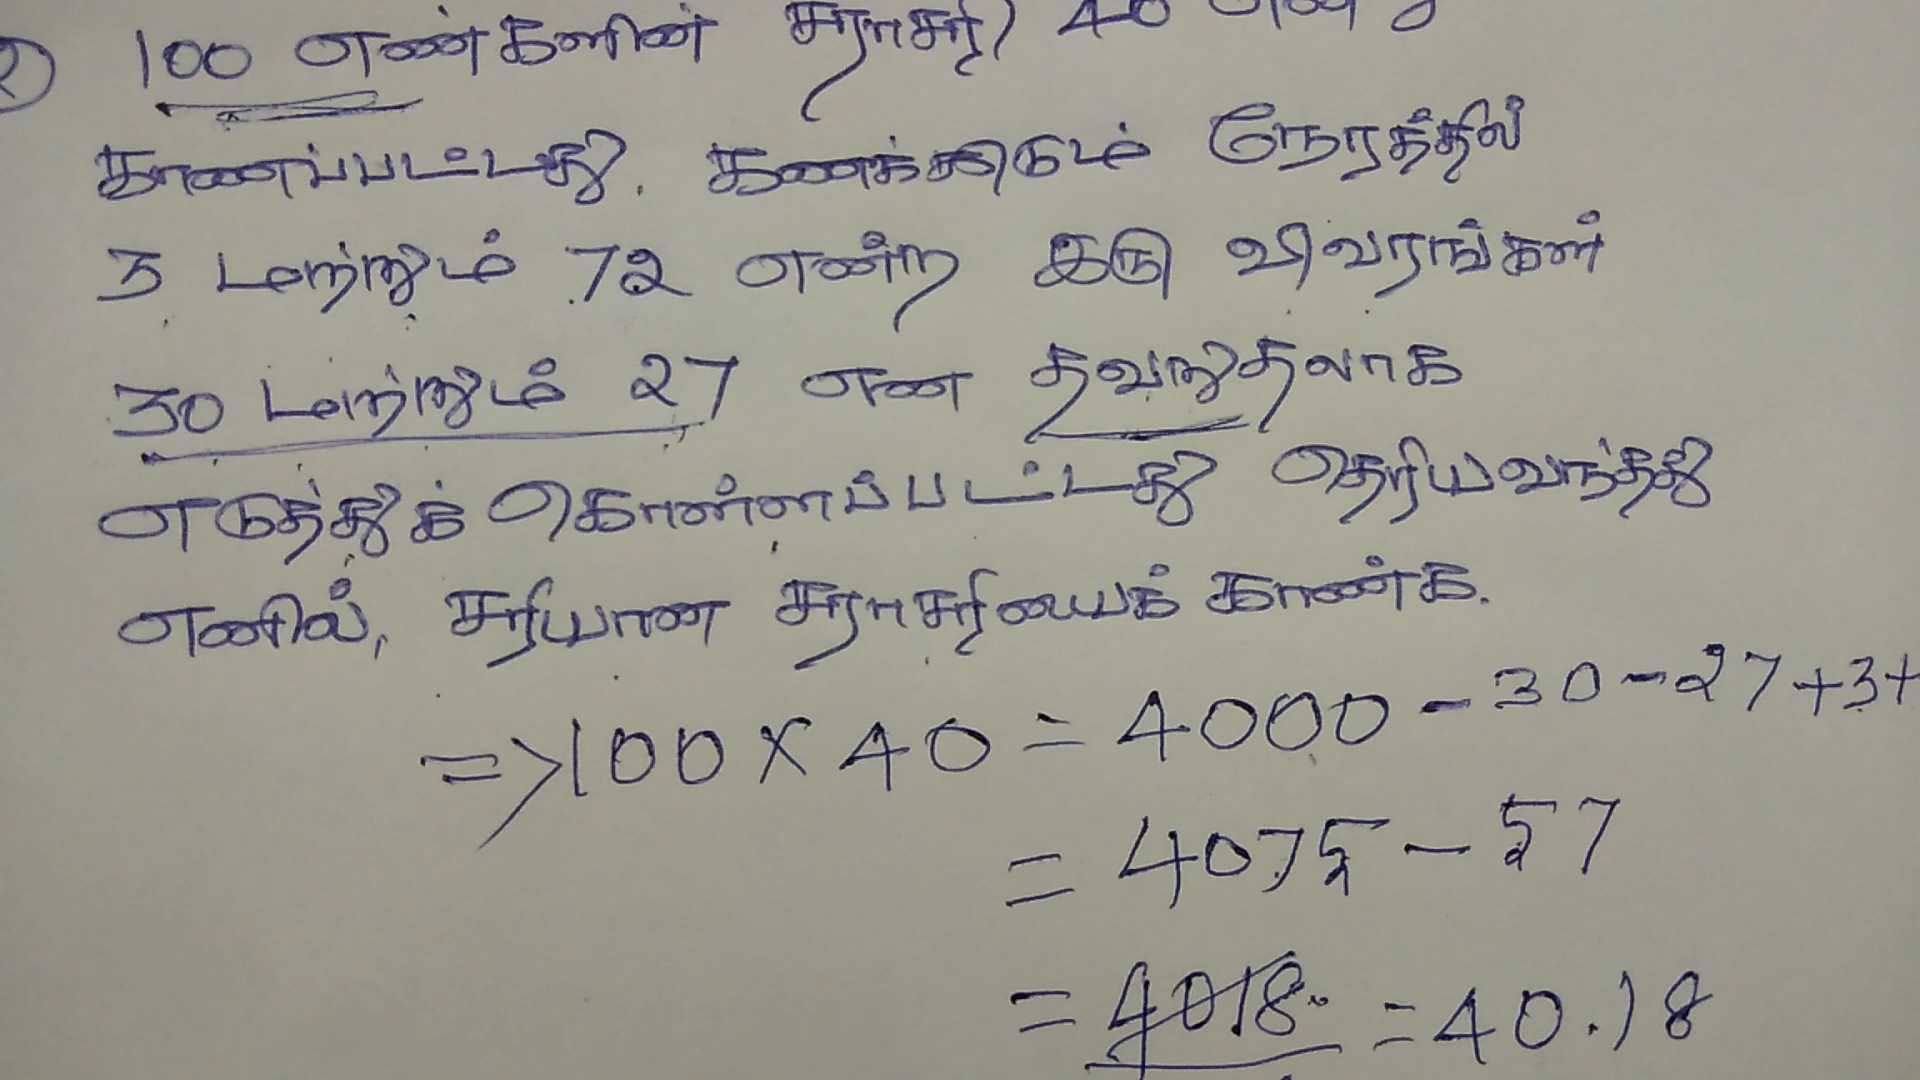 2) 100 எண்களின் சராசரி 40 என
காணப்பட்டது. கணக்கிடும் நேரத்தில்
3 மற்றும் 72 என்ற இரு விவரங்கள்
30 மற்றும் 27 என தவறுதலாக
எடுத்துக் கொள்ளப்பட்டது தெரியவந்தது
எனில், சரியான சராசரியைக் காண்க.
=> 100 × 40 = 4000 - 30 - 27 + 3 +
= 4075 - 57
= 4018 = 40.18